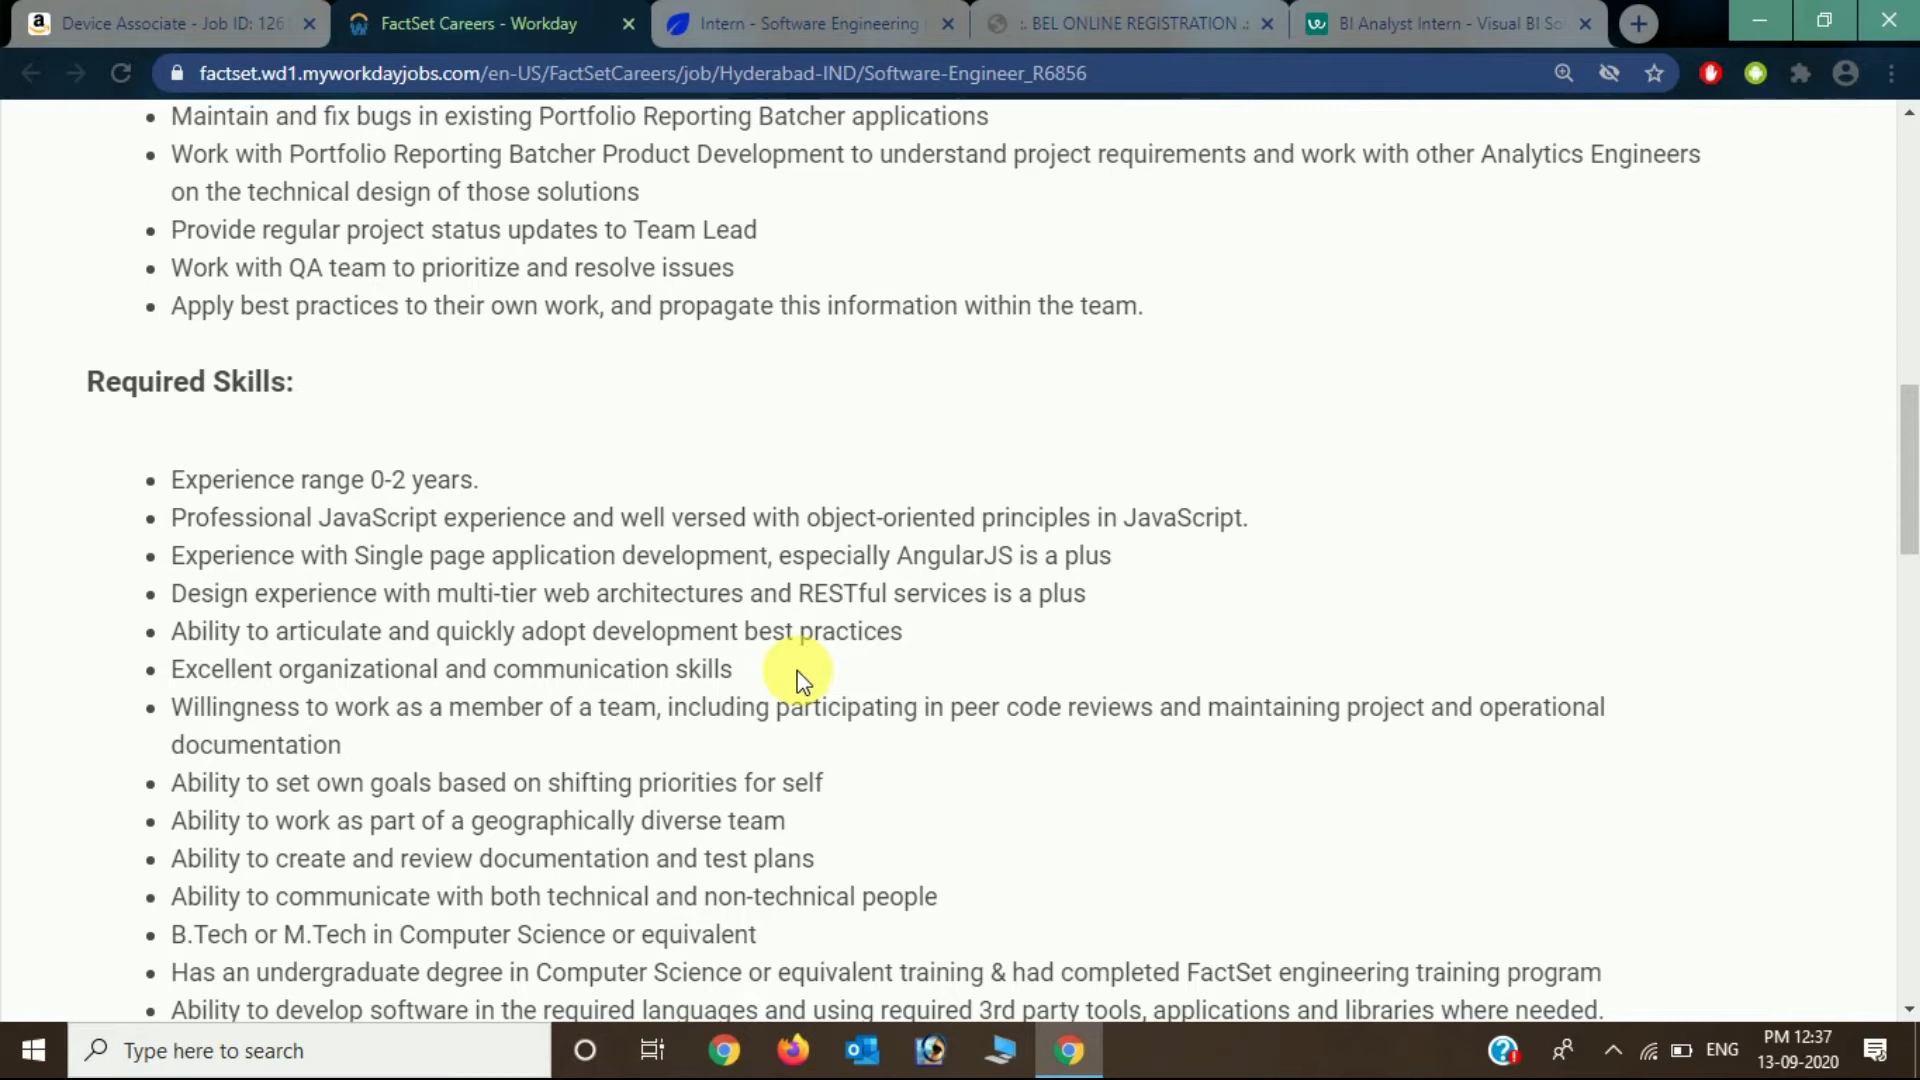 Device Associate - Job ID: 126
FactSet Careers - Workday
Intern - Software Engineering
:. BEL ONLINE REGISTRATION .:
BI Analyst Intern - Visual BI So
factset.wd1.myworkdayjobs.com/en-US/FactSetCareers/job/Hyderabad-IND/Software-Engineer_R6856
Maintain and fix bugs in existing Portfolio Reporting Batcher applications
Work with Portfolio Reporting Batcher Product Development to understand project requirements and work with other Analytics Engineers
on the technical design of those solutions
Provide regular project status updates to Team Lead
Work with QA team to prioritize and resolve issues
Apply best practices to their own work, and propagate this information within the team.
Required Skills:
Experience range 0-2 years.
Professional JavaScript experience and well versed with object-oriented principles in JavaScript.
Experience with Single page application development, especially AngularJS is a plus
Design experience with multi-tier web architectures and RESTful services is a plus
Ability to articulate and quickly adopt development best practices
Excellent organizational and communication skills
Willingness to work as a member of a team, including participating in peer code reviews and maintaining project and operational
documentation
Ability to set own goals based on shifting priorities for self
Ability to work as part of a geographically diverse team
Ability to create and review documentation and test plans
Ability to communicate with both technical and non-technical people
B.Tech or M.Tech in Computer Science or equivalent
Has an undergraduate degree in Computer Science or equivalent training & had completed FactSet engineering training program
Ability to develop software in the required languages and using required 3rd party tools, applications and libraries where needed.
Type here to search
ENG
PM 12:37
13-09-2020